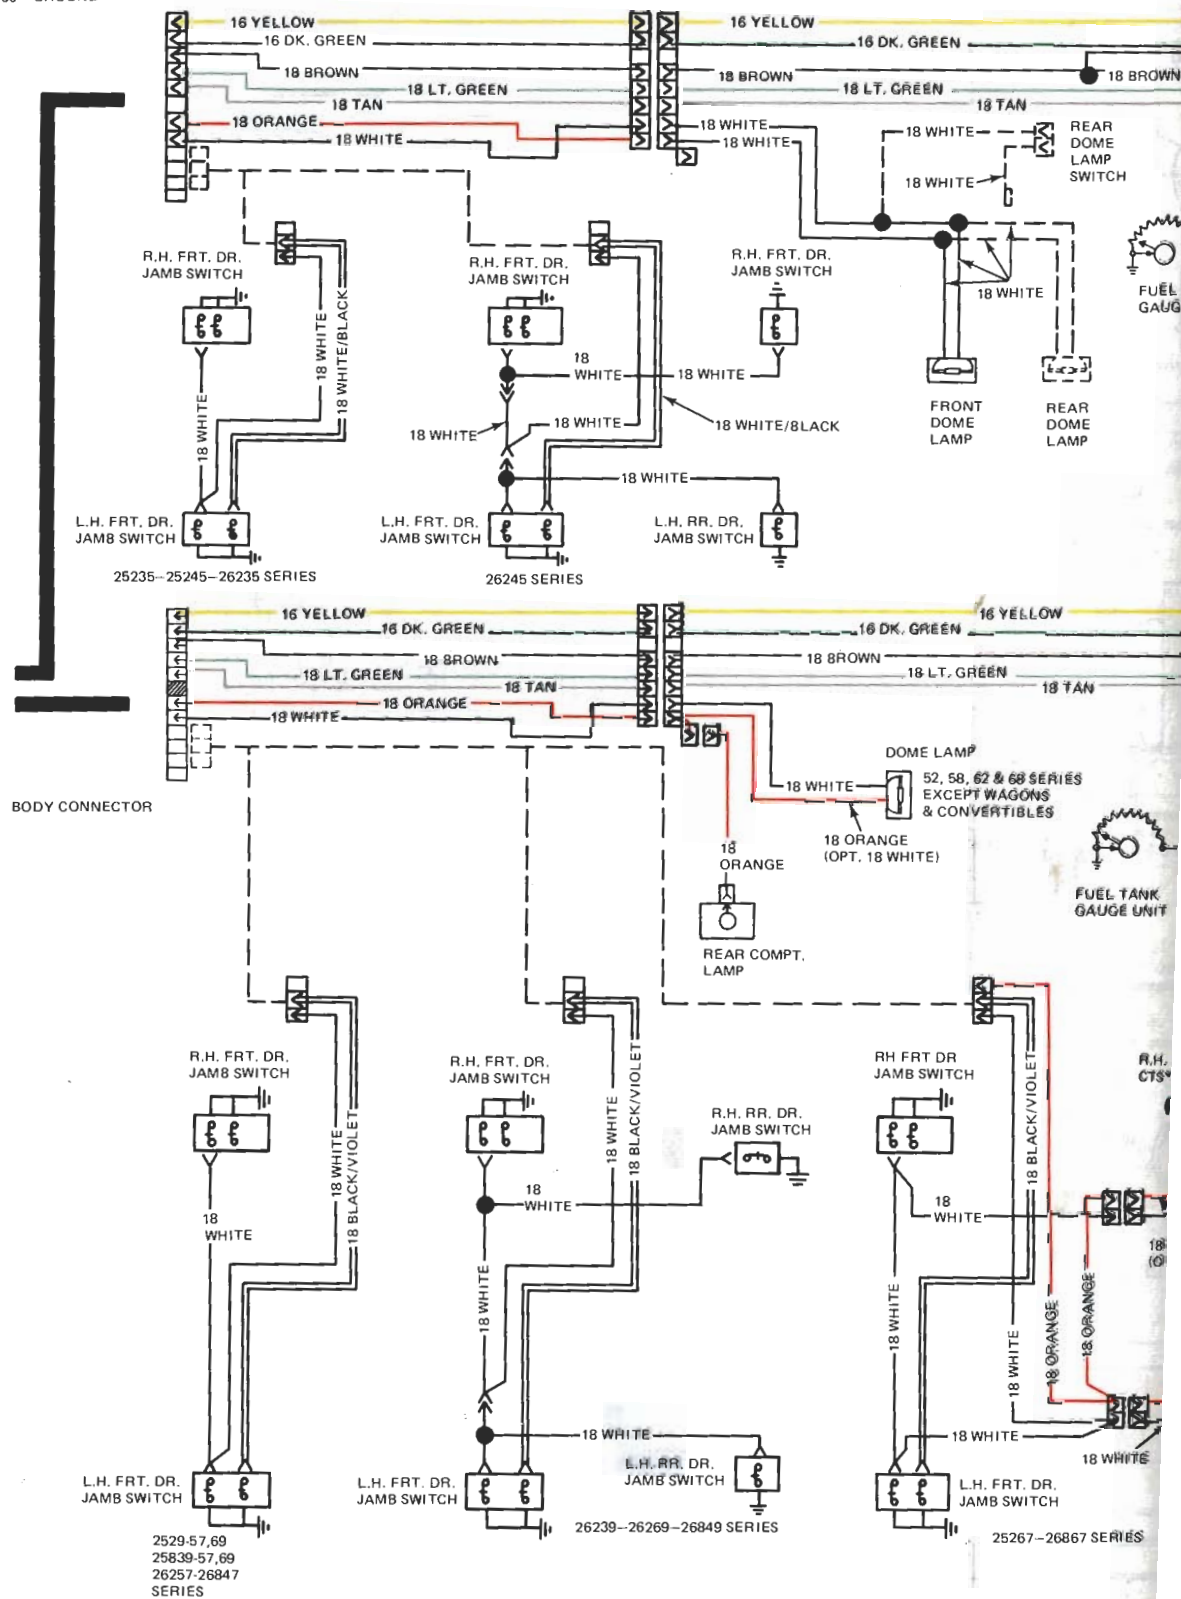 16 YELLOW
16 YELLOW
16 DK. GREEN
16 DK. GREEN
18 BROWN
18 BROWN
18 BROWN
18 LT. GREEN
18 LT. GREEN
18 TAN
18 TAN
18 ORANGE
18 WHITE
18 WHITE
18 WHITE
18 WHITE
REAR
DOME
LAMP
SWITCH
18 WHITE
R.H. FRT. DR.
JAMB SWITCH
R.H. FRT. DR.
JAMB SWITCH
R.H. FRT. DR.
JAMB SWITCH
18 WHITE
FUEL
GAUG
18 WHITE
18 WHITE/BLACK
18
WHITE
18 WHITE
18 WHITE
18 WHITE
18 WHITE
18 WHITE/BLACK
FRONT
DOME
LAMP
REAR
DOME
LAMP
18 WHITE
L.H. FRT. DR.
JAMB SWITCH
L.H. FRT. DR.
JAMB SWITCH
L.H. RR. DR.
JAMB SWITCH
25235-25245-26235 SERIES
26245 SERIES
16 YELLOW
16 YELLOW
16 DK. GREEN
16 DK. GREEN
18 BROWN
18 BROWN
18 LT. GREEN
18 LT. GREEN
18 TAN
18 TAN
18 ORANGE
18 WHITE
DOME LAMP
52, 58, 62 & 68 SERIES
EXCEPT WAGONS
& CONVERTIBLES
18 WHITE
BODY CONNECTOR
18 ORANGE
(OPT. 18 WHITE)
18
ORANGE
FUEL TANK
GAUGE UNIT
REAR COMPT.
LAMP
R.H. FRT. DR.
JAMB SWITCH
R.H. FRT. DR.
JAMB SWITCH
RH FRT DR
JAMB SWITCH
R.H.
R.H. RR. DR.
JAMB SWITCH
18 WHITE
18 BLACK/VIOLET
18 WHITE
18 BLACK/VIOLET
18 BLACK/VIOLET
18
WHITE
18
WHITE
18
WHITE
18
18 WHITE
18 WHITE
18 WHITE
18 ORANGE
18 ORANGE
18 WHITE
18 WHITE
18 WHITE
L.H. RR. DR.
JAMB SWITCH
L.H. FRT. DR.
JAMB SWITCH
L.H. FRT. DR.
JAMB SWITCH
L.H. FRT. DR.
JAMB SWITCH
26239-26269-26849 SERIES
25267-26867 SERIES
2529-57,69
25839-57,69
26257-26847
SERIES